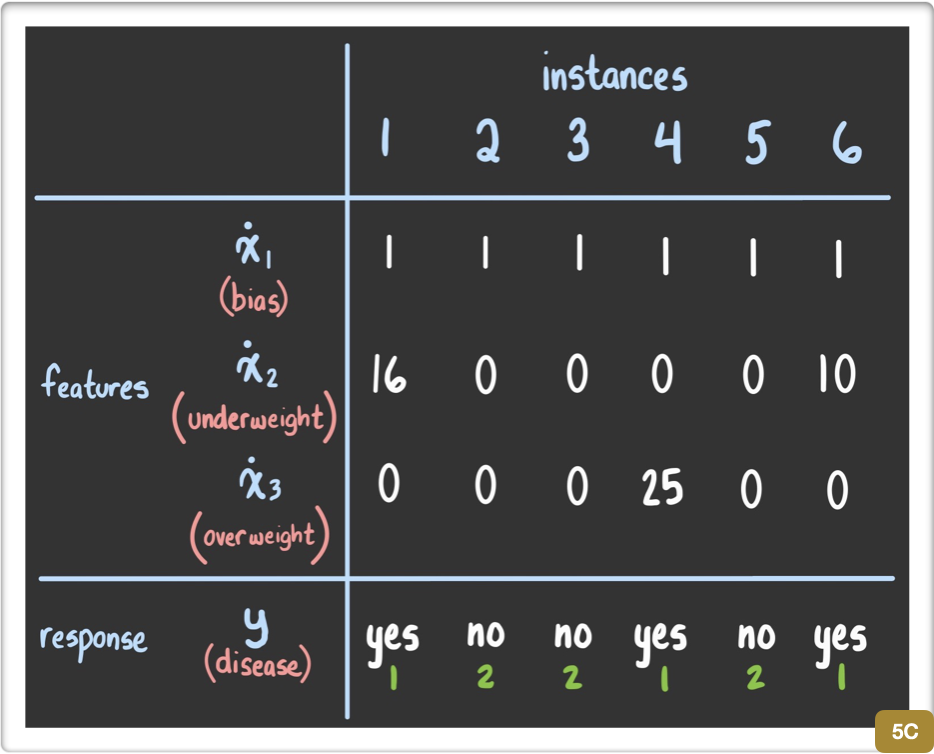 instances
1 2 3 4 5 6
ẋ₁ 1 1 1 1 1 1
(bias)
features ẋ₂ 16 0 0 0 0 10
(underweight)
ẋ₃ 0 0 0 25 0 0
(overweight)
response y yes no no yes no yes
(disease) 1 2 2 1 2 1
5C